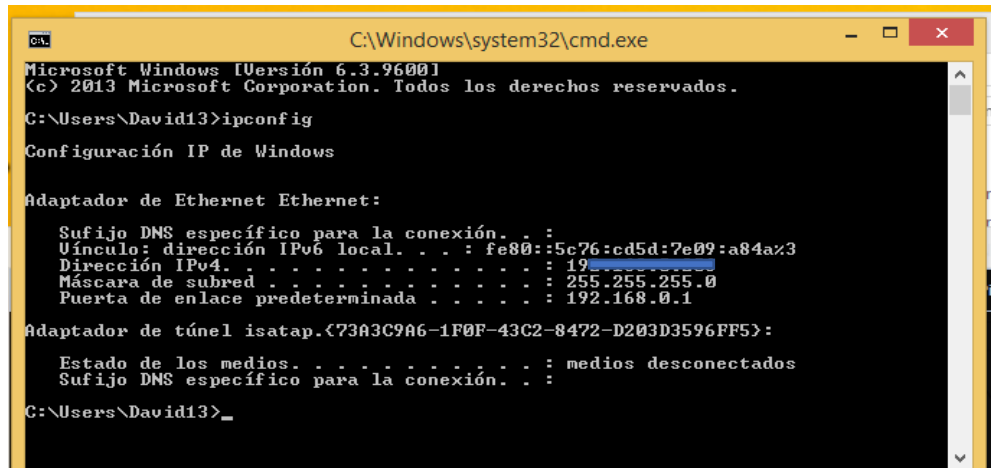 C:\Windows\system32\cmd.exe
Microsoft Windows [Versión 6.3.9600]
(c) 2013 Microsoft Corporation. Todos los derechos reservados.
C:\Users\David13>ipconfig
Configuración IP de Windows
Adaptador de Ethernet Ethernet:
Sufijo DNS específico para la conexión. . :
Vínculo: dirección IPv6 local. . . : fe80::5c76:cd5d:7e09:a84a%3
Dirección IPv4. . . . . . . . . . . . . . :
Máscara de subred . . . . . . . . . . . . : 255.255.255.0
Puerta de enlace predeterminada . . . . . : 192.168.0.1
Adaptador de túnel isatap.{73A3C9A6-1F0F-43C2-8472-D203D3596FF5}:
Estado de los medios. . . . . . . . . . . : medios desconectados
Sufijo DNS específico para la conexión. . :
C:\Users\David13>_